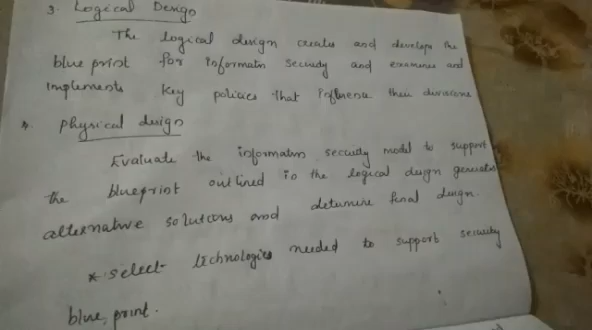 3. Logical Design
The logical design creates and develops the
blue print for informatn security and examines and
implements key policies that influence their decisions
4. Physical design
Evaluate the informatn security model to support
the blueprint outlined in the logical design generates
alternative solutions and determine final design.
* select technologies needed to support security
blue, print.